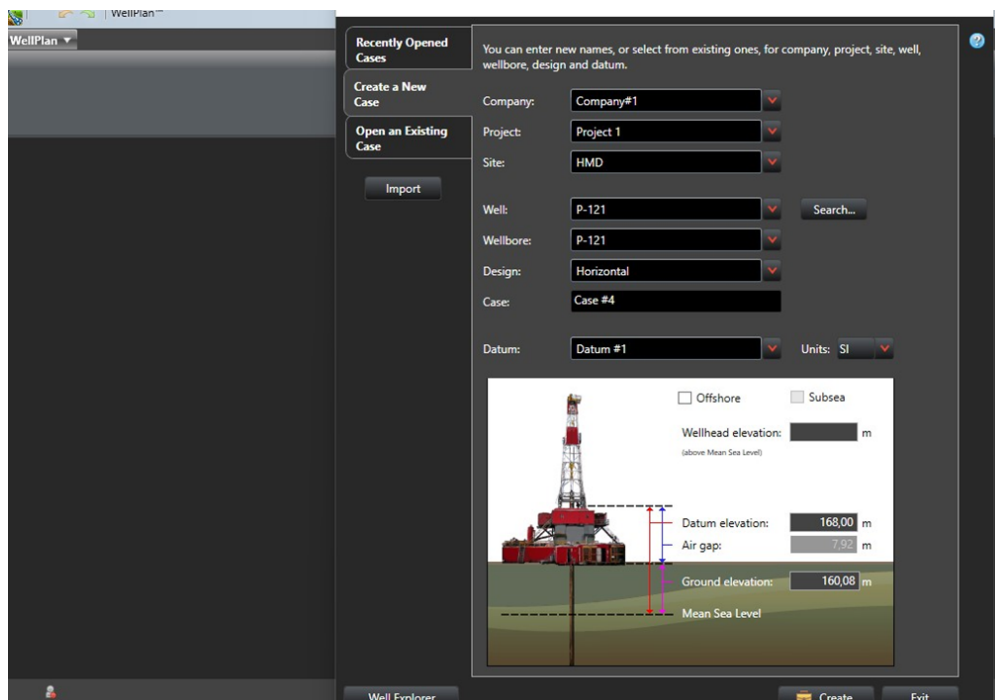 WellPlan™
WellPlan
Recently Opened
Cases
Create a New
Case
Open an Existing
Case
Import
You can enter new names, or select from existing ones, for company, project, site, well,
wellbore, design and datum.
Company: Company#1
Project: Project 1
Site: HMD
Well: P-121 Search...
Wellbore: P-121
Design: Horizontal
Case: Case #4
Datum: Datum #1 Units: SI
Offshore Subsea
Wellhead elevation: m
(above Mean Sea Level)
Datum elevation: 168,00 m
Air gap: 7,92 m
Ground elevation: 160,08 m
Mean Sea Level
Well Explorer
Create Exit